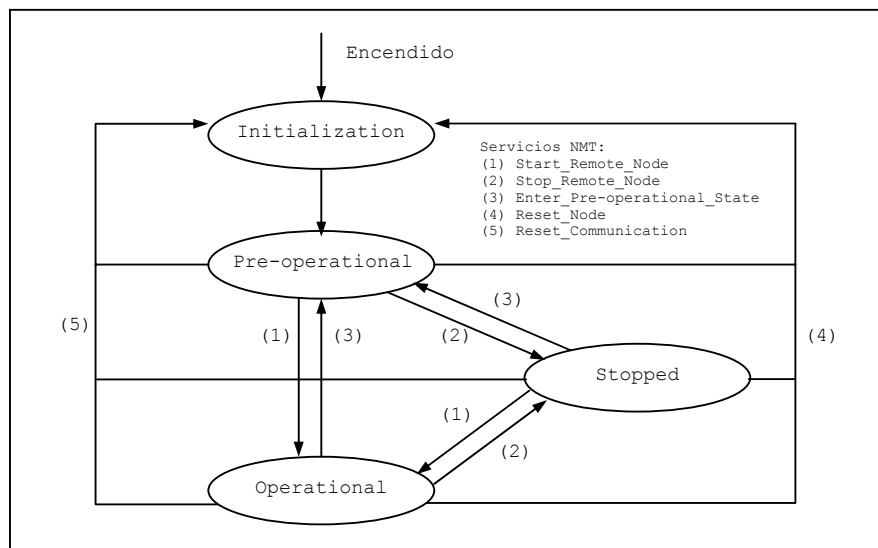 Encendido
Initialization
Servicios NMT:
(1) Start_Remote_Node
(2) Stop_Remote_Node
(3) Enter_Pre-operational_State
(4) Reset_Node
(5) Reset_Communication
Pre-operational
(3)
(5)
(1)
(3)
(2)
(4)
Stopped
(1)
(2)
Operational